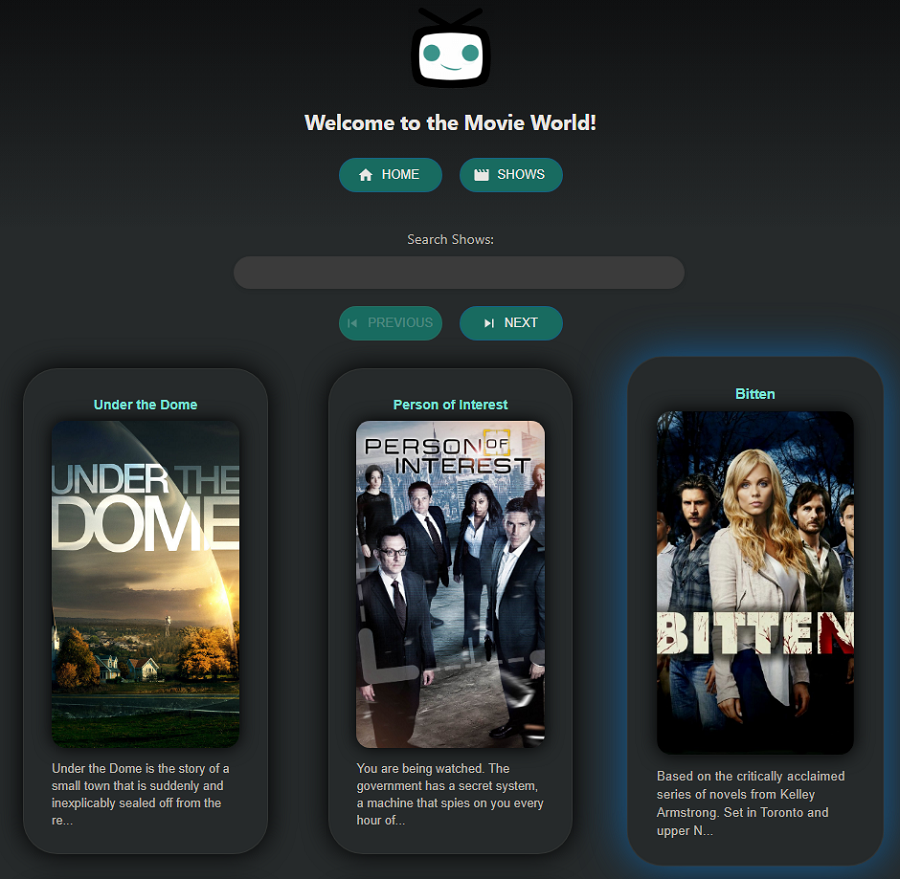 Welcome to the Movie World!
HOME
SHOWS
Search Shows:
PREVIOUS
NEXT
Under the Dome
UNDER THE
DOME
Under the Dome is the story of a
small town that is suddenly and
inexplicably sealed off from the
re...
Person of Interest
PERSON OF
INTEREST
You are being watched. The
government has a secret system,
a machine that spies on you every
hour of...
Bitten
BITTEN
Based on the critically acclaimed
series of novels from Kelley
Armstrong. Set in Toronto and
upper N...